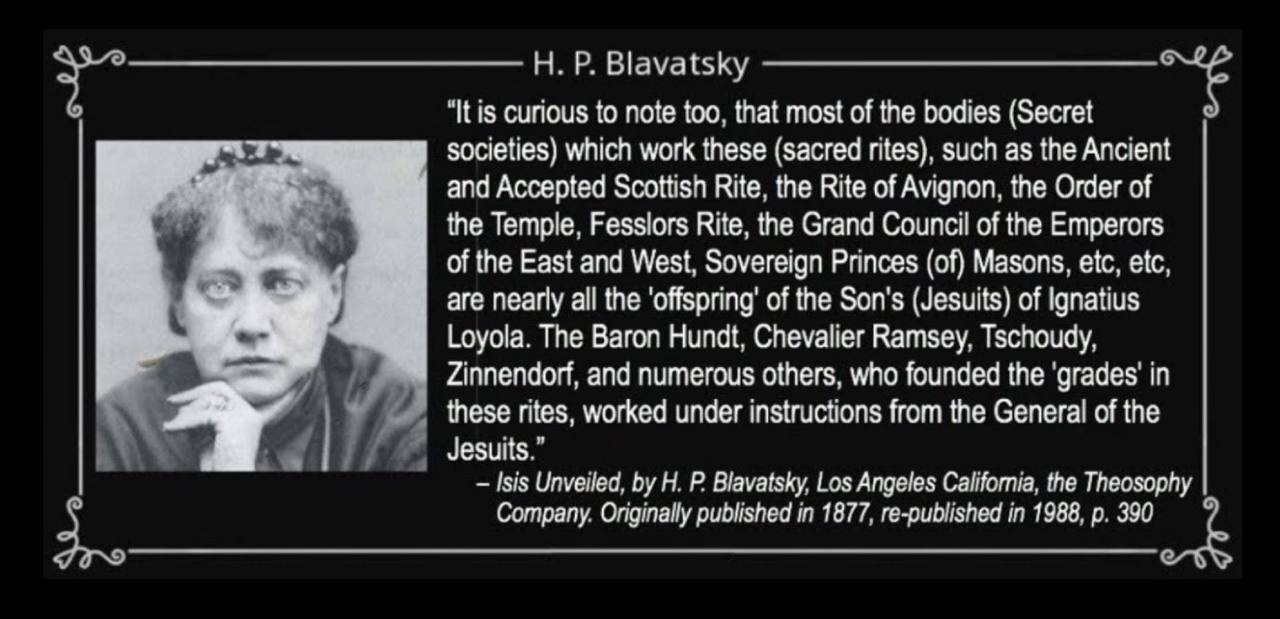 H. P. Blavatsky
“It is curious to note too, that most of the bodies (Secret
societies) which work these (sacred rites), such as the Ancient
and Accepted Scottish Rite, the Rite of Avignon, the Order of
the Temple, Fesslors Rite, the Grand Council of the Emperors
of the East and West, Sovereign Princes (of) Masons, etc, etc,
are nearly all the 'offspring' of the Son's (Jesuits) of Ignatius
Loyola. The Baron Hundt, Chevalier Ramsey, Tschoudy,
Zinnendorf, and numerous others, who founded the 'grades' in
these rites, worked under instructions from the General of the
Jesuits.”
– Isis Unveiled, by H. P. Blavatsky, Los Angeles California, the Theosophy
Company. Originally published in 1877, re-published in 1988, p. 390